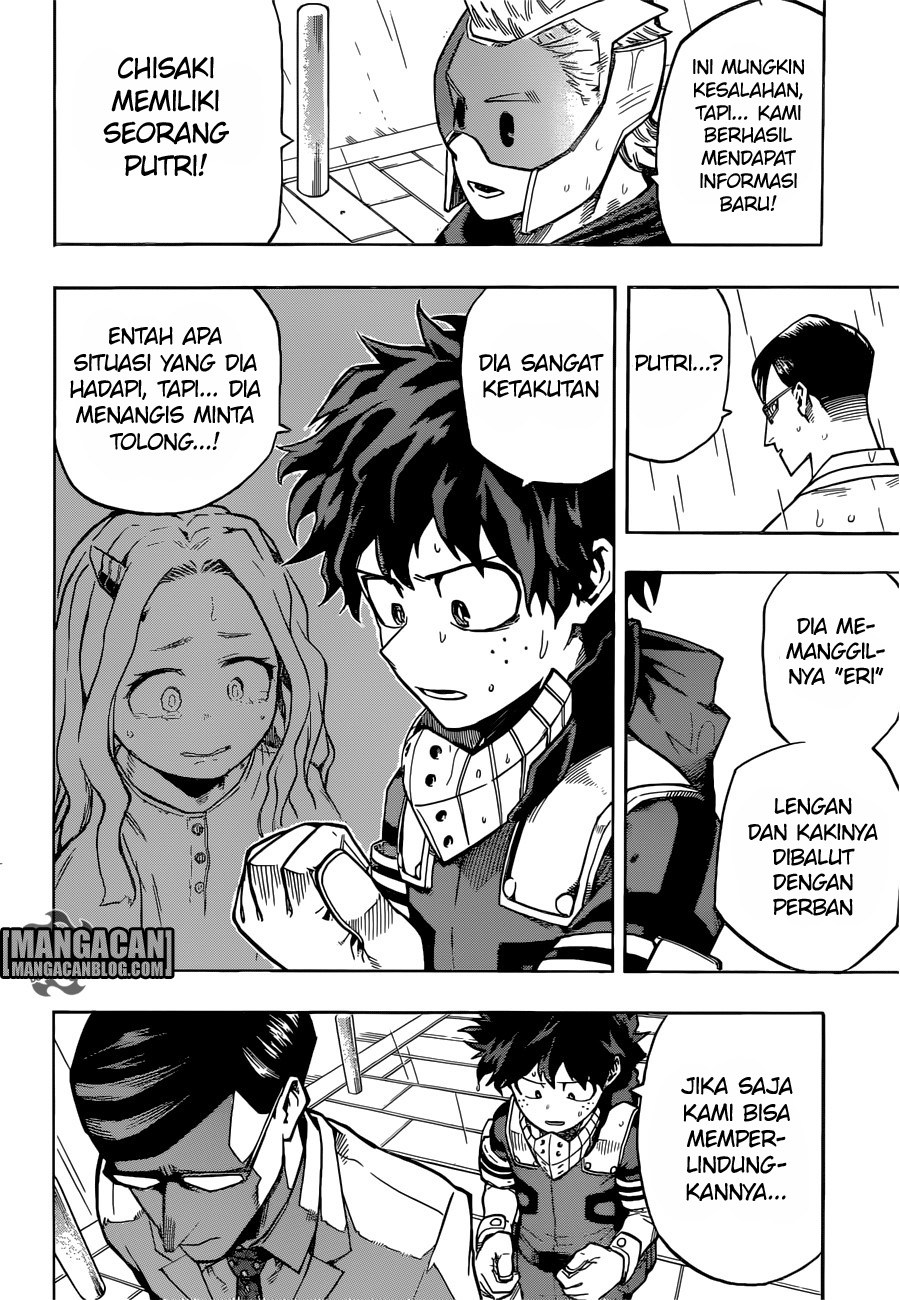 INI MUNGKIN
KESALAHAN,
TAPI... KAMI
BERHASIL
MENDAPAT
INFORMASI
BARU!
CHISAKI
MEMILIKI
SEORANG
PUTRI!
PUTRI...?
DIA ME-
MANGGIL-
NYA "ERI"
LENGAN
DAN KAKINYA
DIBALUT
DENGAN
PERBAN
DIA SANGAT
KETAKUTAN
ENTAH APA
SITUASI YANG DIA
HADAPI, TAPI... DIA
MENANGIS MINTA
TOLONG...!
[MANGACAN]
MANGACANBLOG.COM
JIKA SAJA
KAMI BISA
MEMPER-
LINDUNG-
KANNYA...